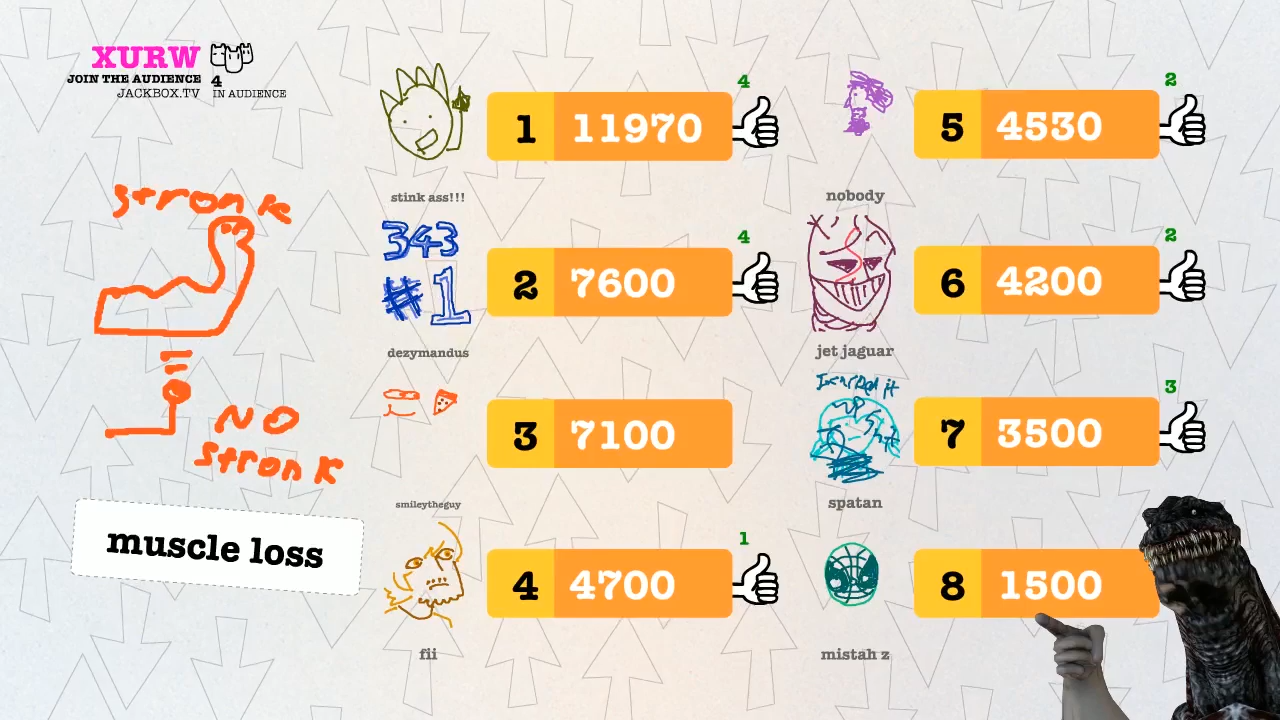 XURW
JOIN THE AUDIENCE
JACKBOX.TV
4
IN AUDIENCE
stronk
NO
stronk
muscle loss
1 11970
4
stink ass!!!
343
#1
2 7600
4
dezymandus
3 7100
smileytheguy
4 4700
1
fii
5 4530
2
nobody
6 4200
2
jet jaguar
it
up
7 3500
3
spatan
8 1500
mistah z